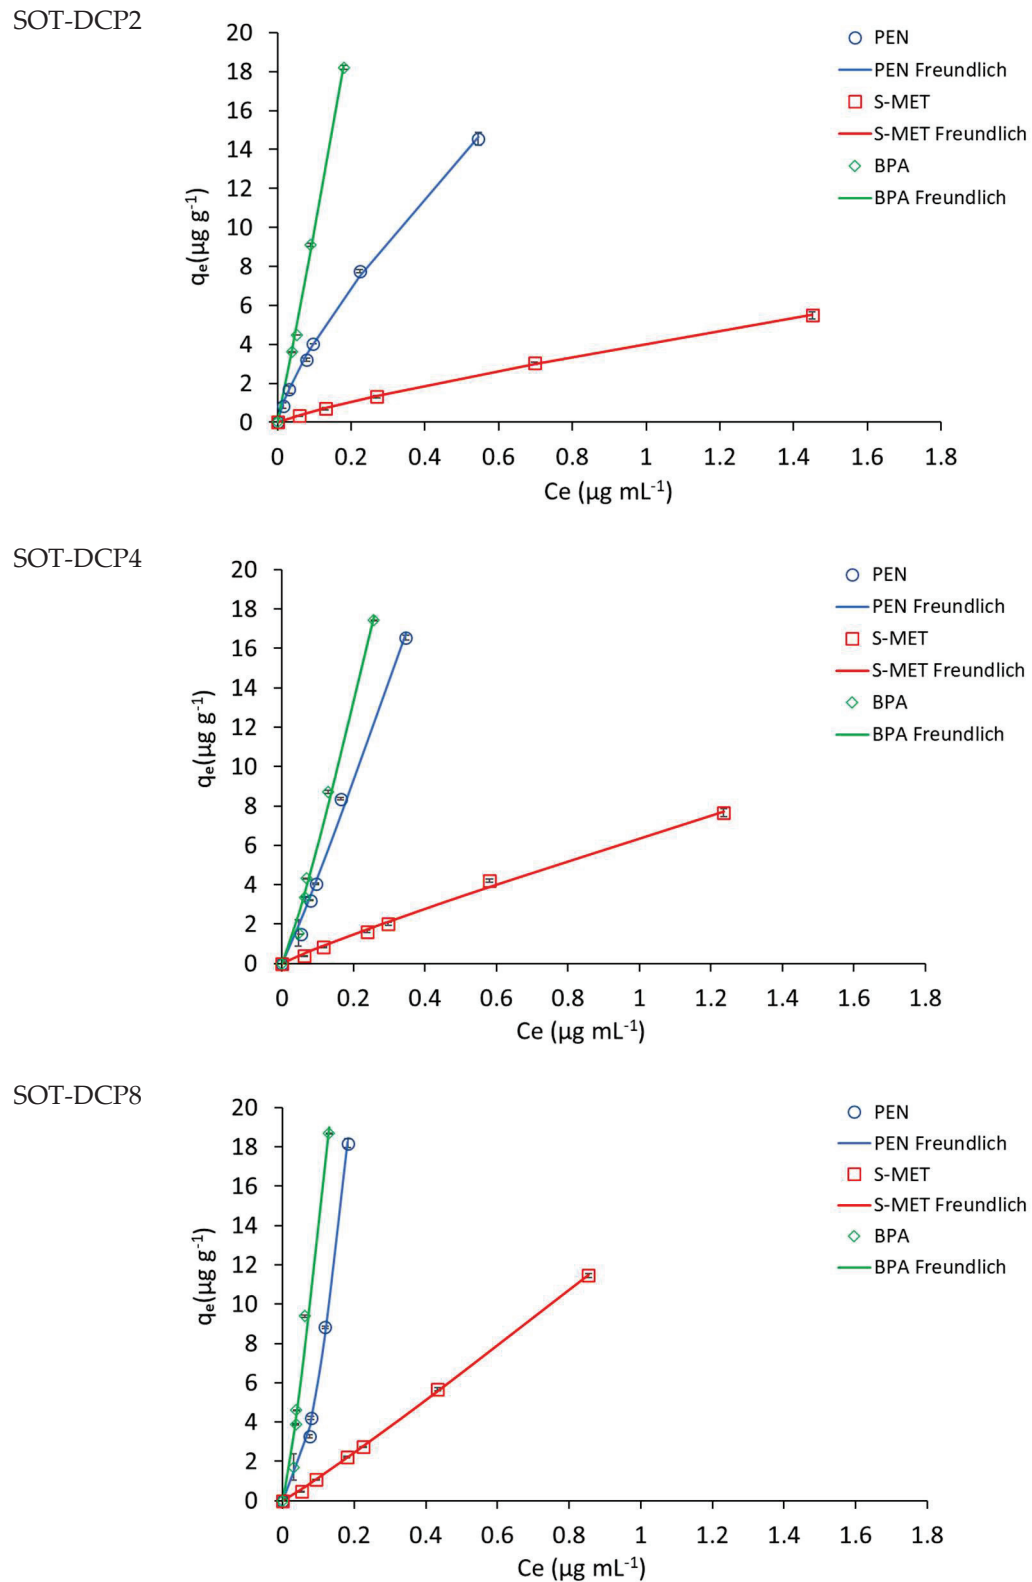 SOT-DCP2
20
18
16
14
12
10
8
6
4
2
0
qₑ(µg g⁻¹)
0 0.2 0.4 0.6 0.8 1 1.2 1.4 1.6 1.8
Ce (µg mL⁻¹)
PEN
PEN Freundlich
S-MET
S-MET Freundlich
BPA
BPA Freundlich
SOT-DCP4
20
18
16
14
12
10
8
6
4
2
0
qₑ(µg g⁻¹)
0 0.2 0.4 0.6 0.8 1 1.2 1.4 1.6 1.8
Ce (µg mL⁻¹)
PEN
PEN Freundlich
S-MET
S-MET Freundlich
BPA
BPA Freundlich
SOT-DCP8
20
18
16
14
12
10
8
6
4
2
0
qₑ(µg g⁻¹)
0 0.2 0.4 0.6 0.8 1 1.2 1.4 1.6 1.8
Ce (µg mL⁻¹)
PEN
PEN Freundlich
S-MET
S-MET Freundlich
BPA
BPA Freundlich